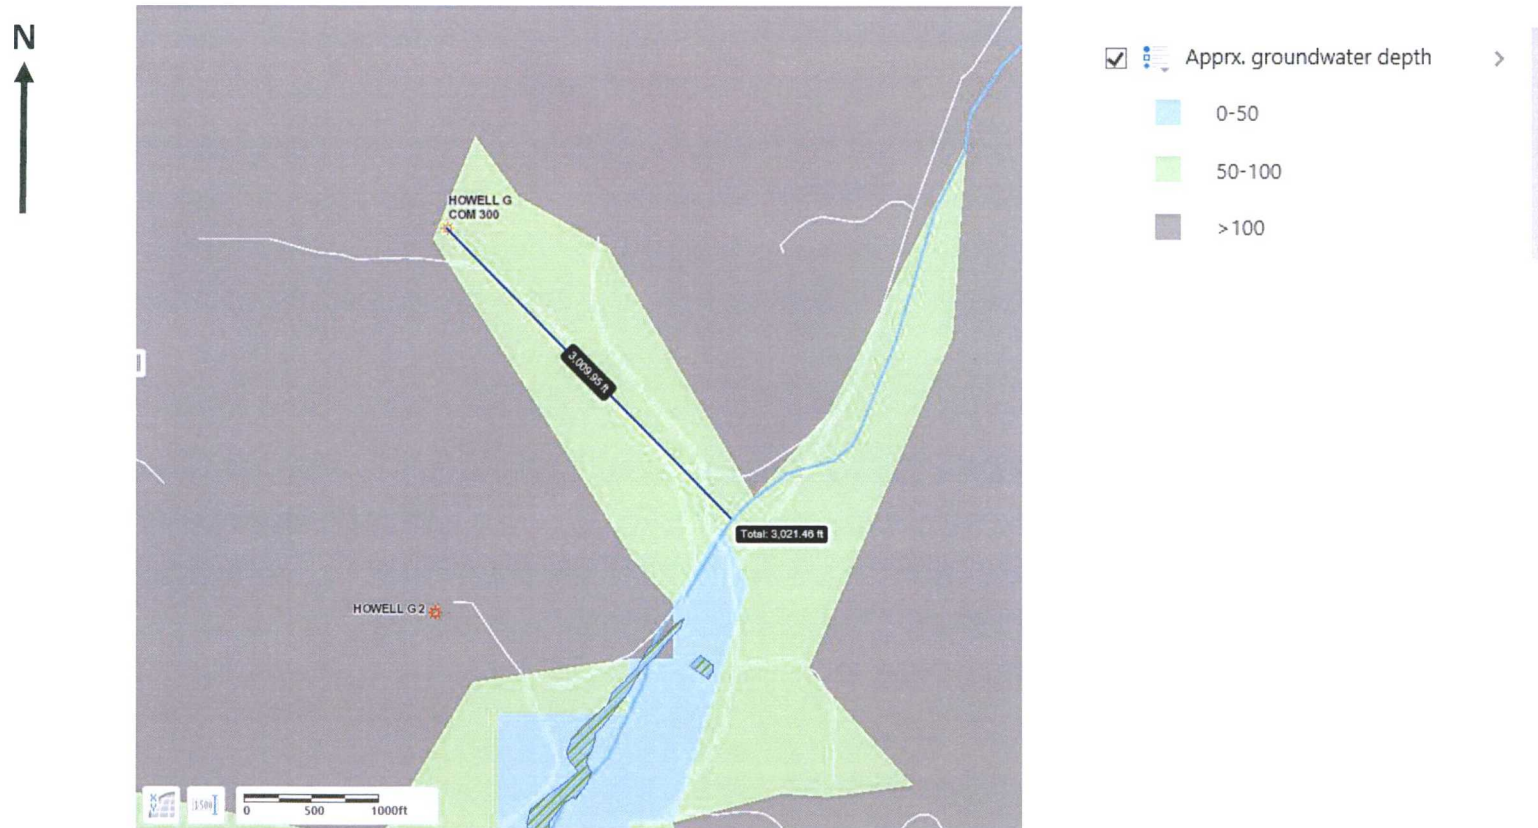 N
Apprx. groundwater depth
0-50
50-100
>100
HOWELL G
COM 300
3,009.95 ft
Total: 3,021.46 ft
HOWELL G 2
0 500 1000ft